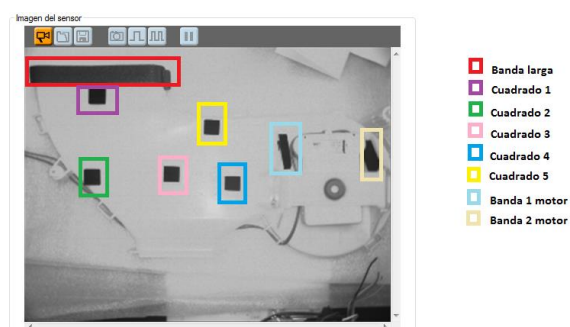 Imagen del sensor
Banda larga
Cuadrado 1
Cuadrado 2
Cuadrado 3
Cuadrado 4
Cuadrado 5
Banda 1 motor
Banda 2 motor